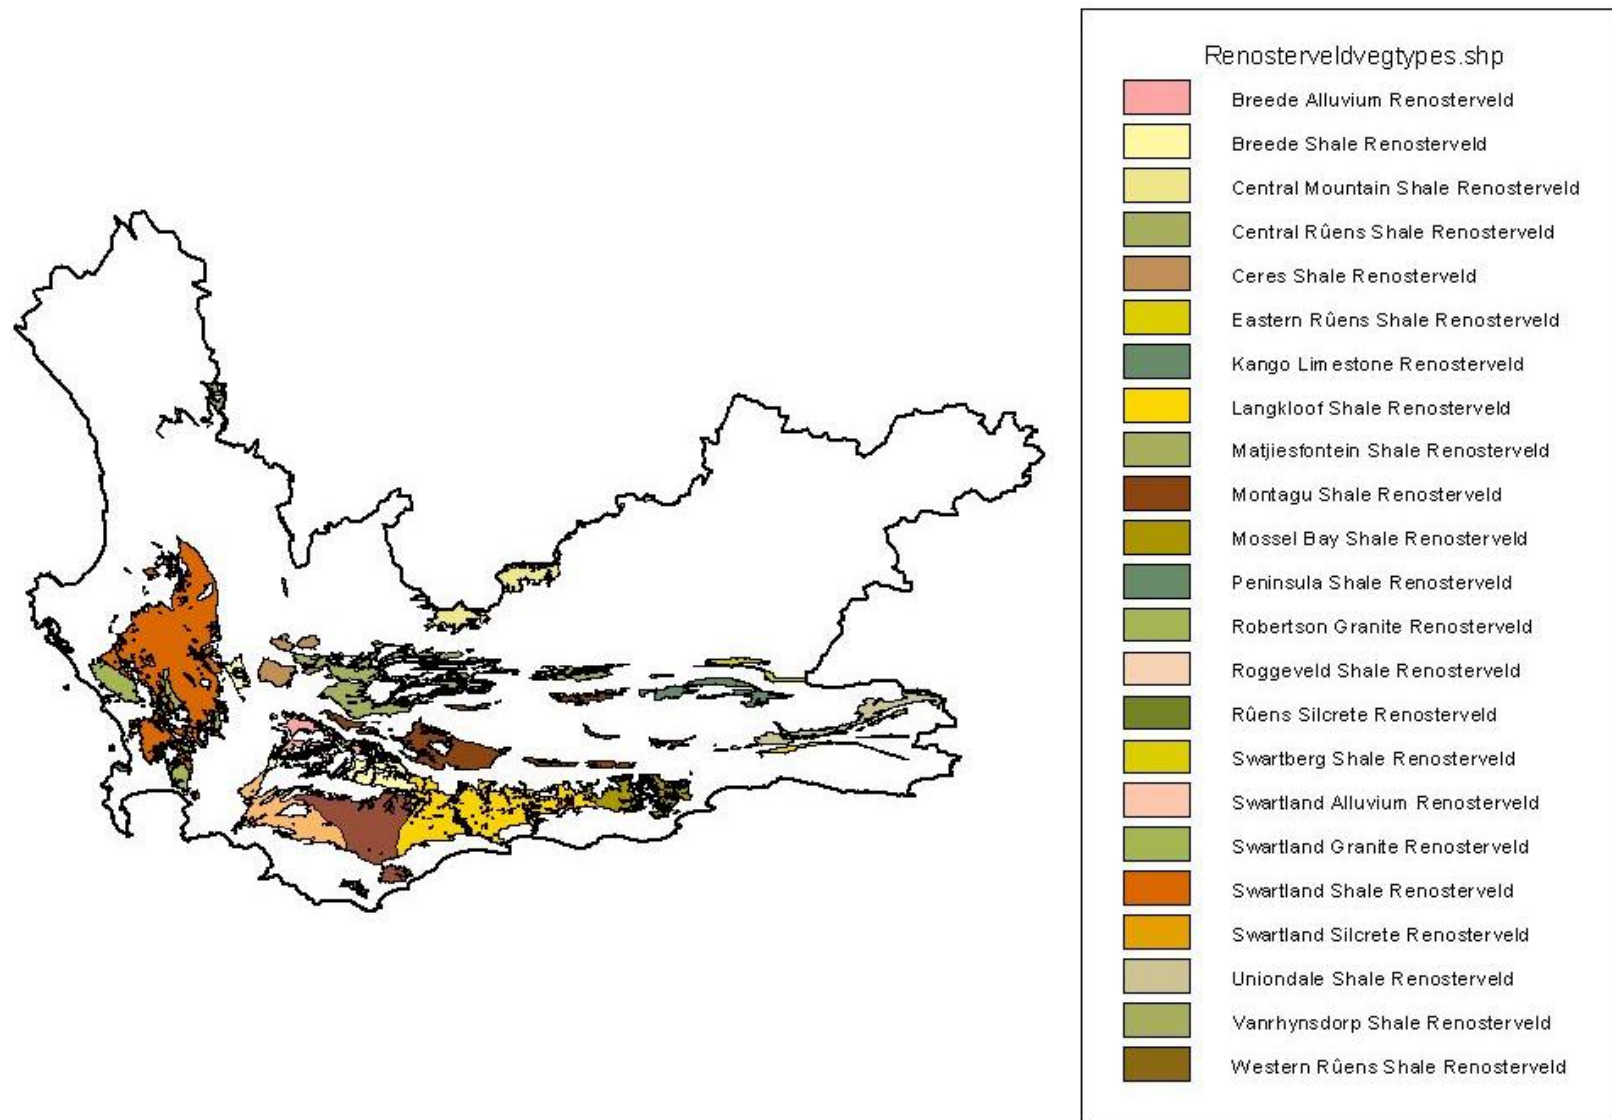 Renosterveldvegtypes.shp
Breede Alluvium Renosterveld
Breede Shale Renosterveld
Central Mountain Shale Renosterveld
Central Rûens Shale Renosterveld
Ceres Shale Renosterveld
Eastern Rûens Shale Renosterveld
Kango Limestone Renosterveld
Langkloof Shale Renosterveld
Matjiesfontein Shale Renosterveld
Montagu Shale Renosterveld
Mossel Bay Shale Renosterveld
Peninsula Shale Renosterveld
Robertson Granite Renosterveld
Roggeveld Shale Renosterveld
Rûens Silcrete Renosterveld
Swartberg Shale Renosterveld
Swartland Alluvium Renosterveld
Swartland Granite Renosterveld
Swartland Shale Renosterveld
Swartland Silcrete Renosterveld
Uniondale Shale Renosterveld
Vanrhynsdorp Shale Renosterveld
Western Rûens Shale Renosterveld